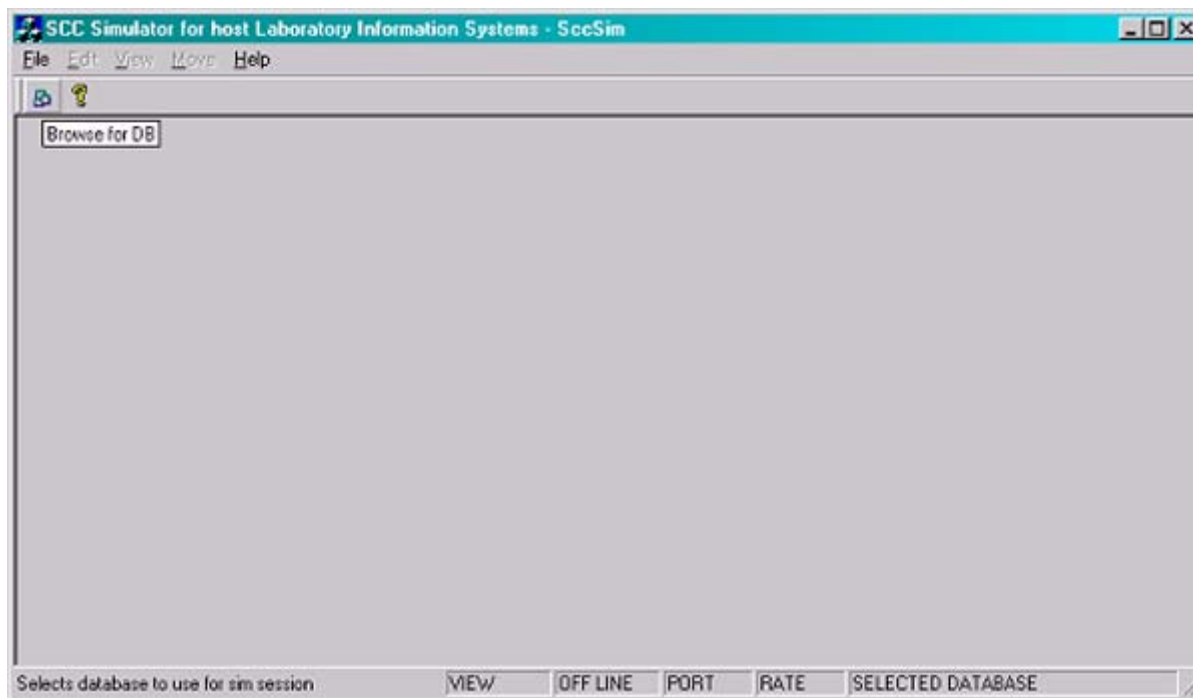 SCC Simulator for host Laboratory Information Systems - SccSim
File Edit View Move Help
Browse for DB
Selects database to use for sim session VIEW OFF LINE PORT RATE SELECTED DATABASE